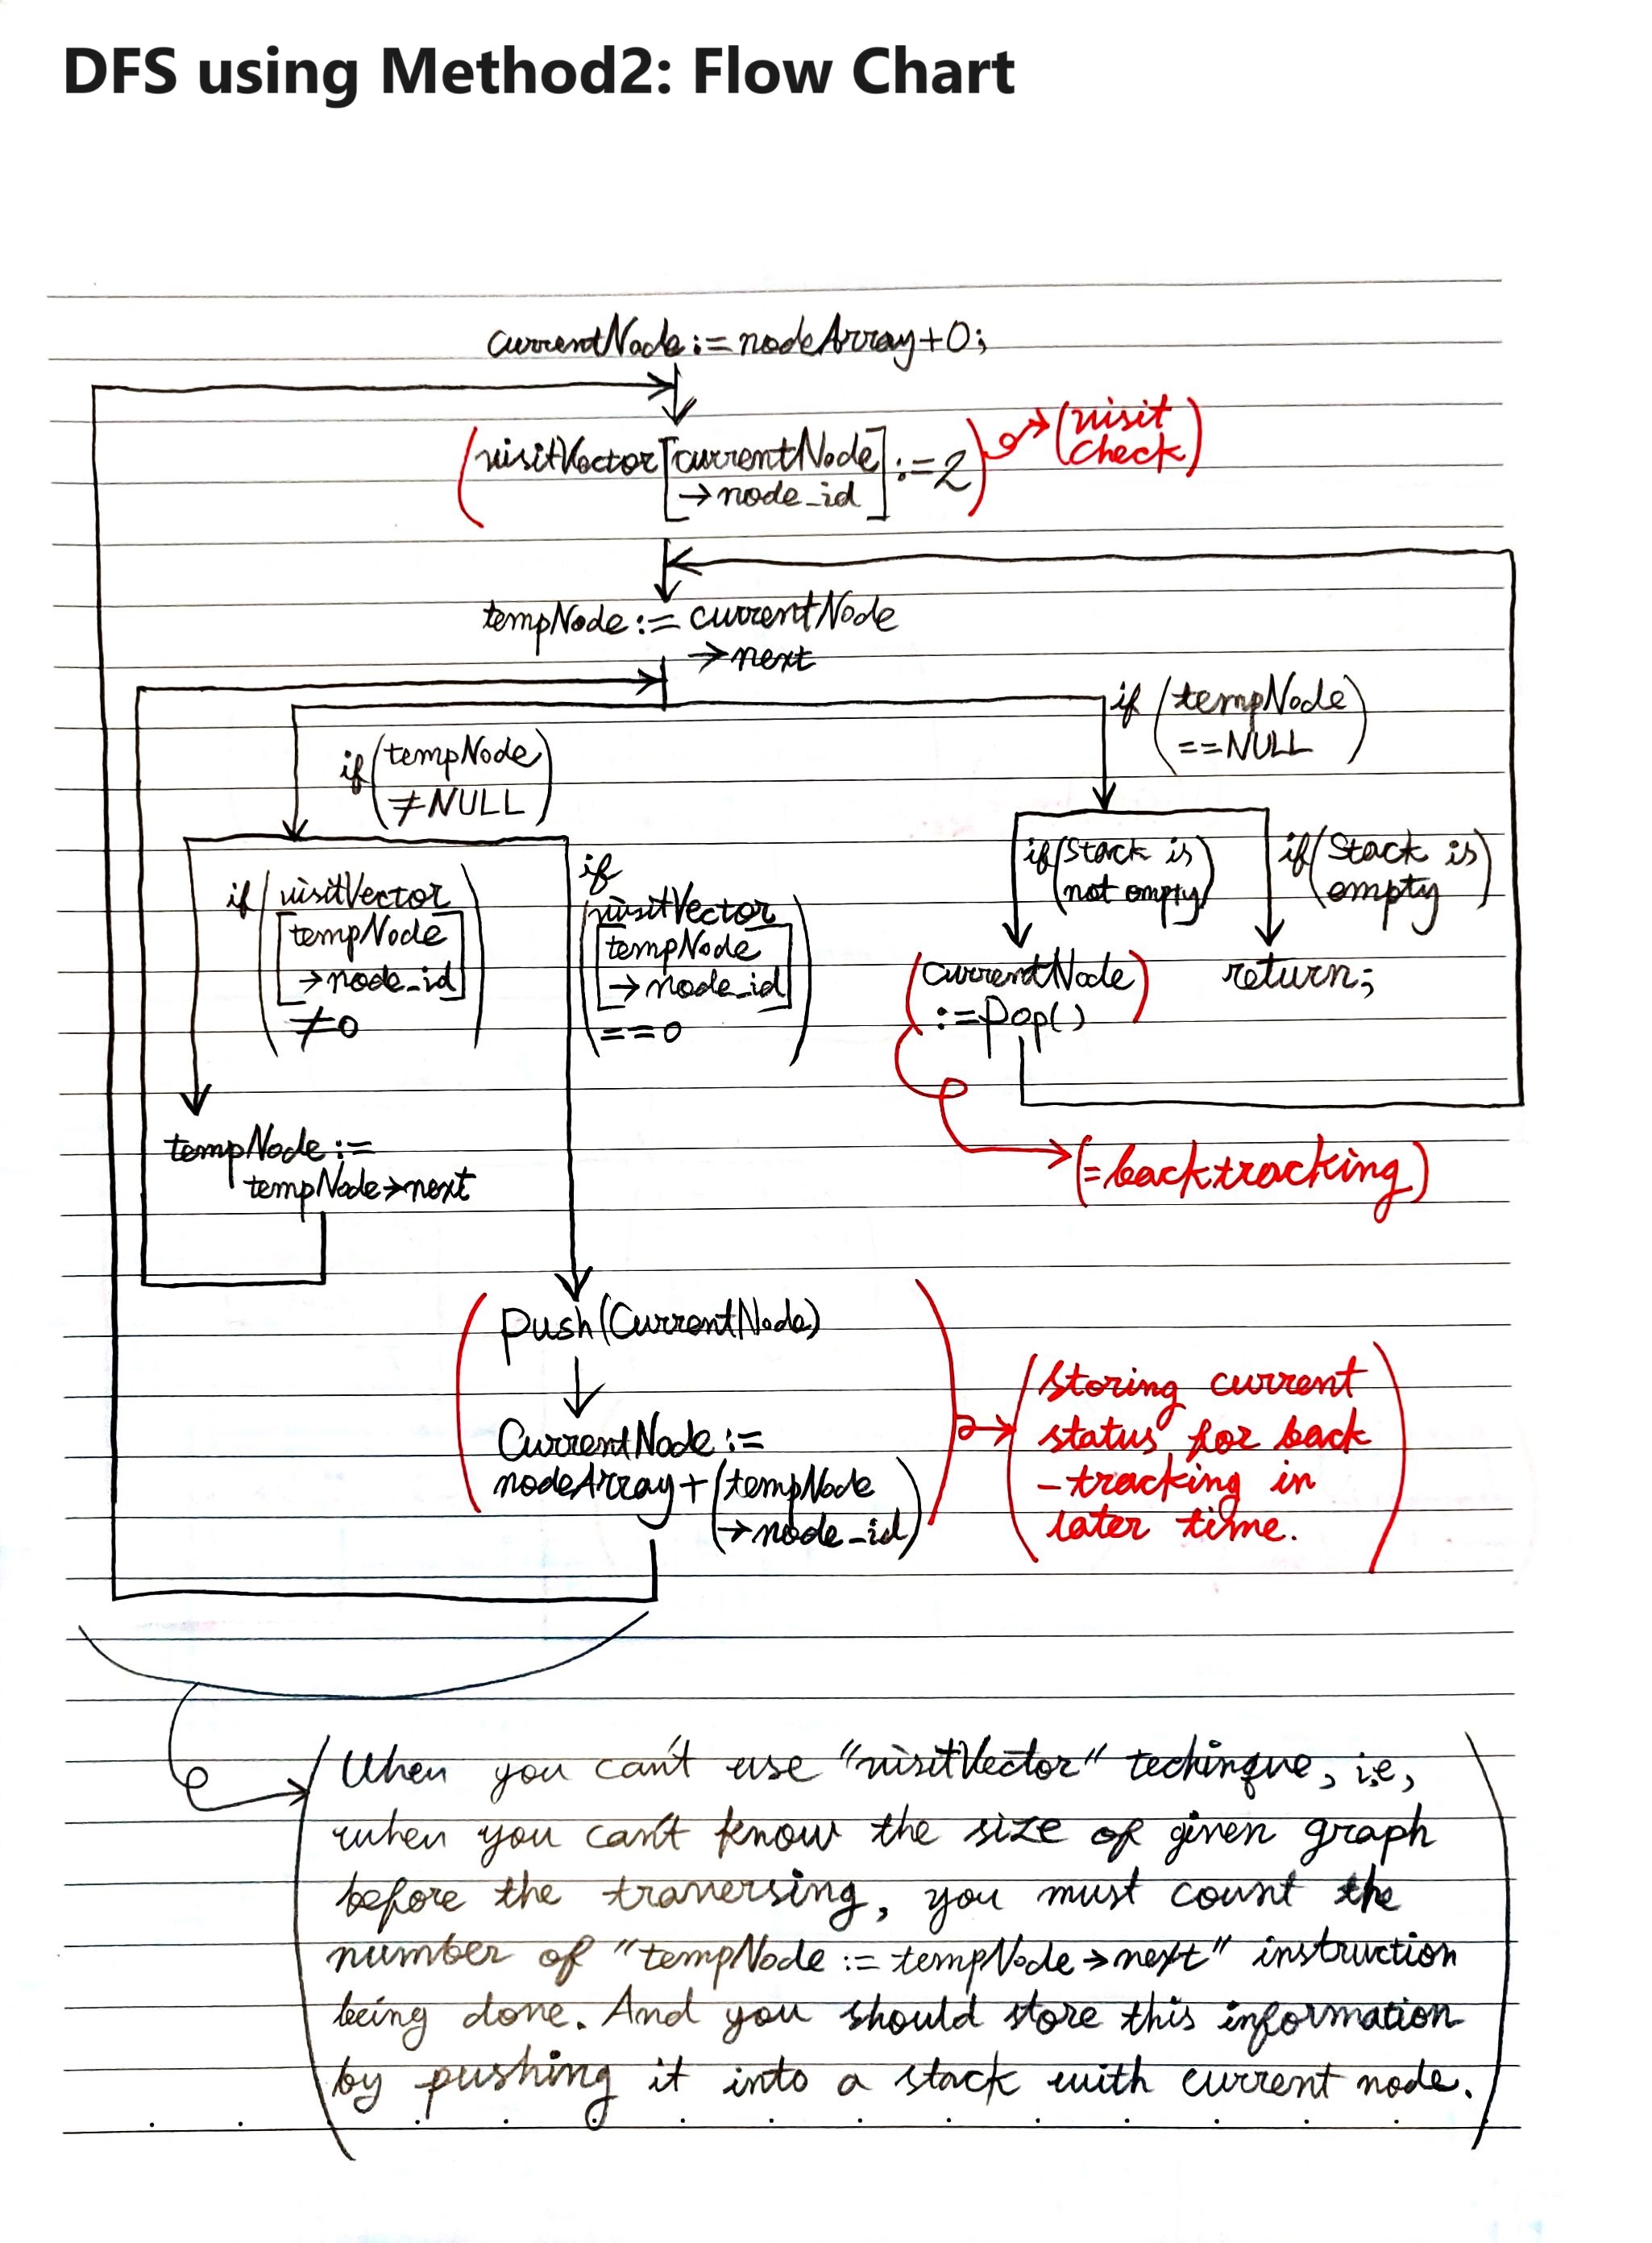 DFS using Method2: Flow Chart
currentNode := nodeArray+0;
(visitVector[currentNode
→node_id] :=2)
(visit
check)
tempNode := currentNode
→next
if (tempNode
≠NULL)
if (tempNode
==NULL)
if (visitVector
[tempNode
→node_id]
≠0)
if
(visitVector
[tempNode
→node_id]
==0)
if (Stack is
not empty)
if (Stack is
empty)
(currentNode
:=Pop())
return;
(=backtracking)
tempNode :=
tempNode→next
Push(CurrentNode)
CurrentNode :=
nodeArray+(tempNode
→node_id)
(Storing current
status for back
-tracking in
later time.)
(When you can't use "visitVector" techinque, i.e,
when you can't know the size of given graph
before the traversing, you must count the
number of "tempNode := tempNode→next" instruction
being done. And you should store this information
by pushing it into a stack with current node.)